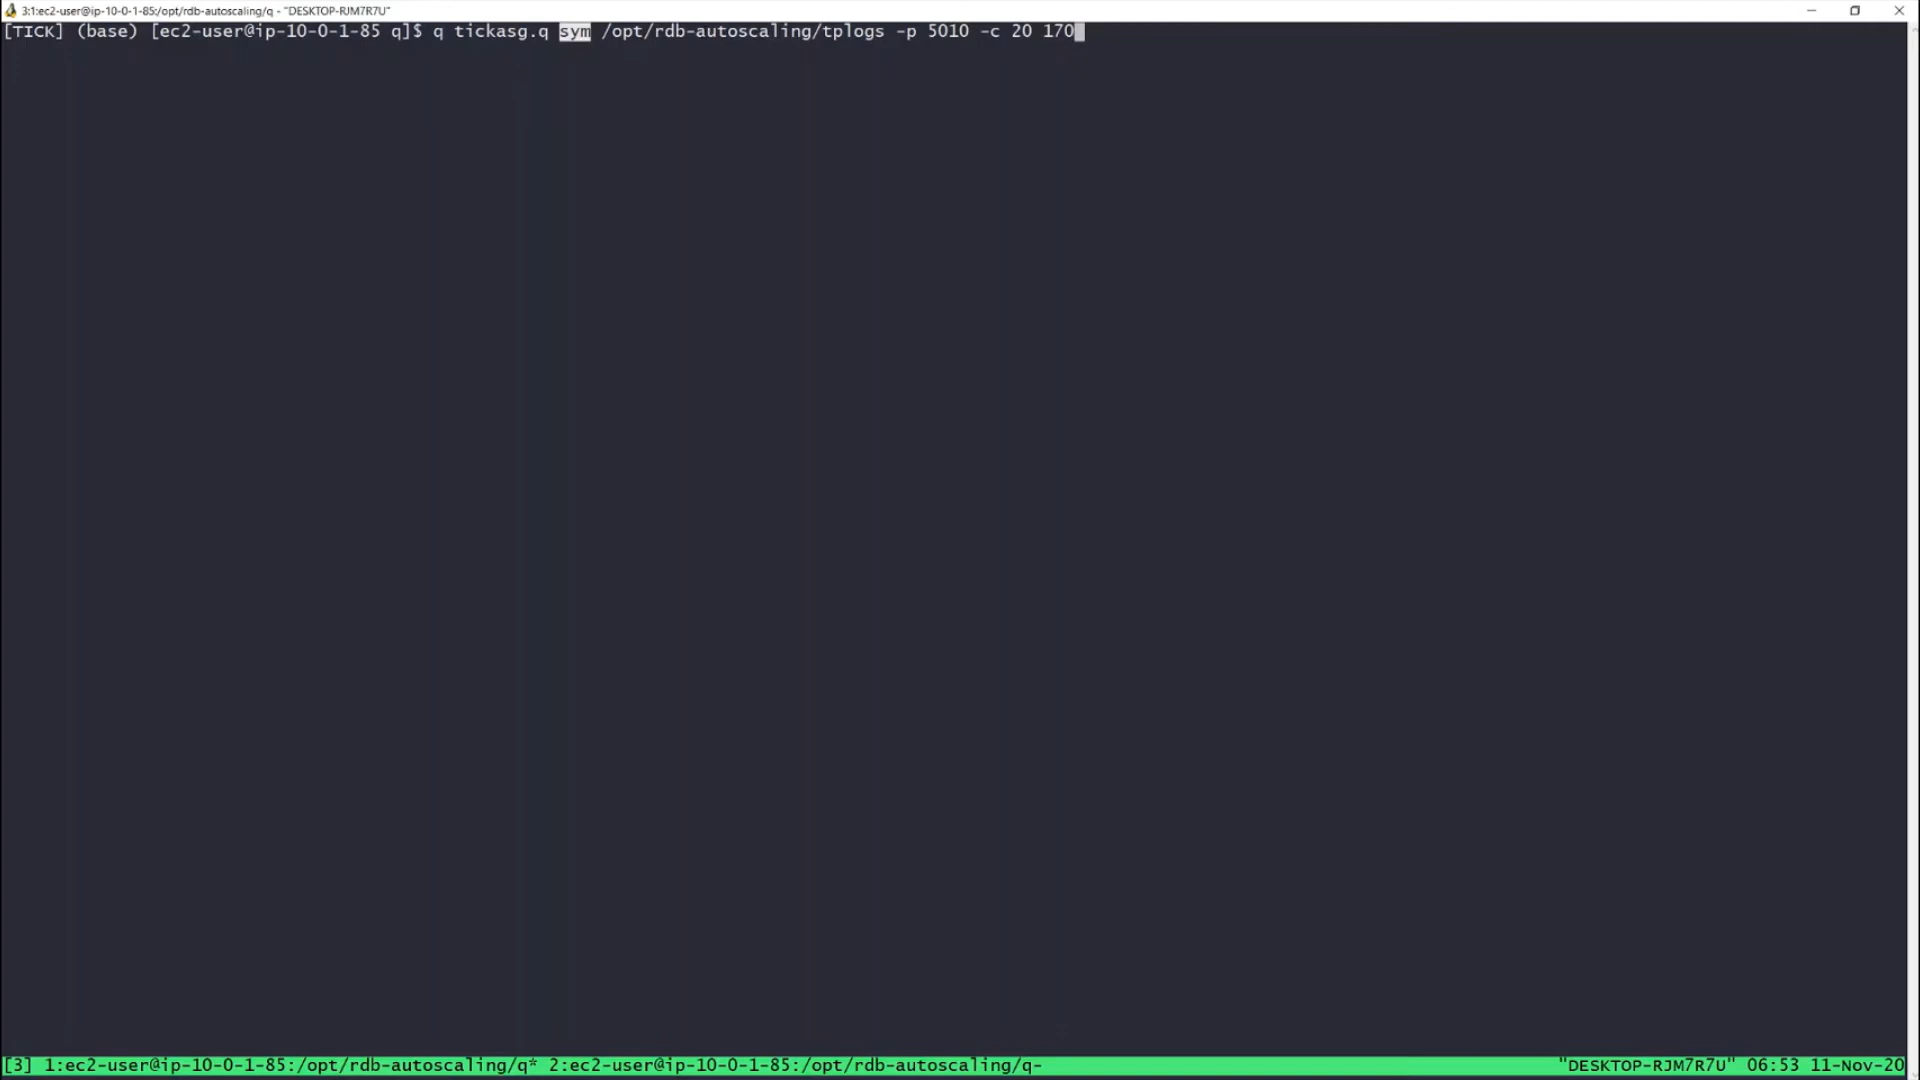 3:1:ec2-user@ip-10-0-1-85:/opt/rdb-autoscaling/q - "DESKTOP-RJM7R7U"
[TICK] (base) [ec2-user@ip-10-0-1-85 q]$ q tickasg.q sym /opt/rdb-autoscaling/tplogs -p 5010 -c 20 170
[3] 1:ec2-user@ip-10-0-1-85:/opt/rdb-autoscaling/q* 2:ec2-user@ip-10-0-1-85:/opt/rdb-autoscaling/q- "DESKTOP-RJM7R7U" 06:53 11-Nov-20